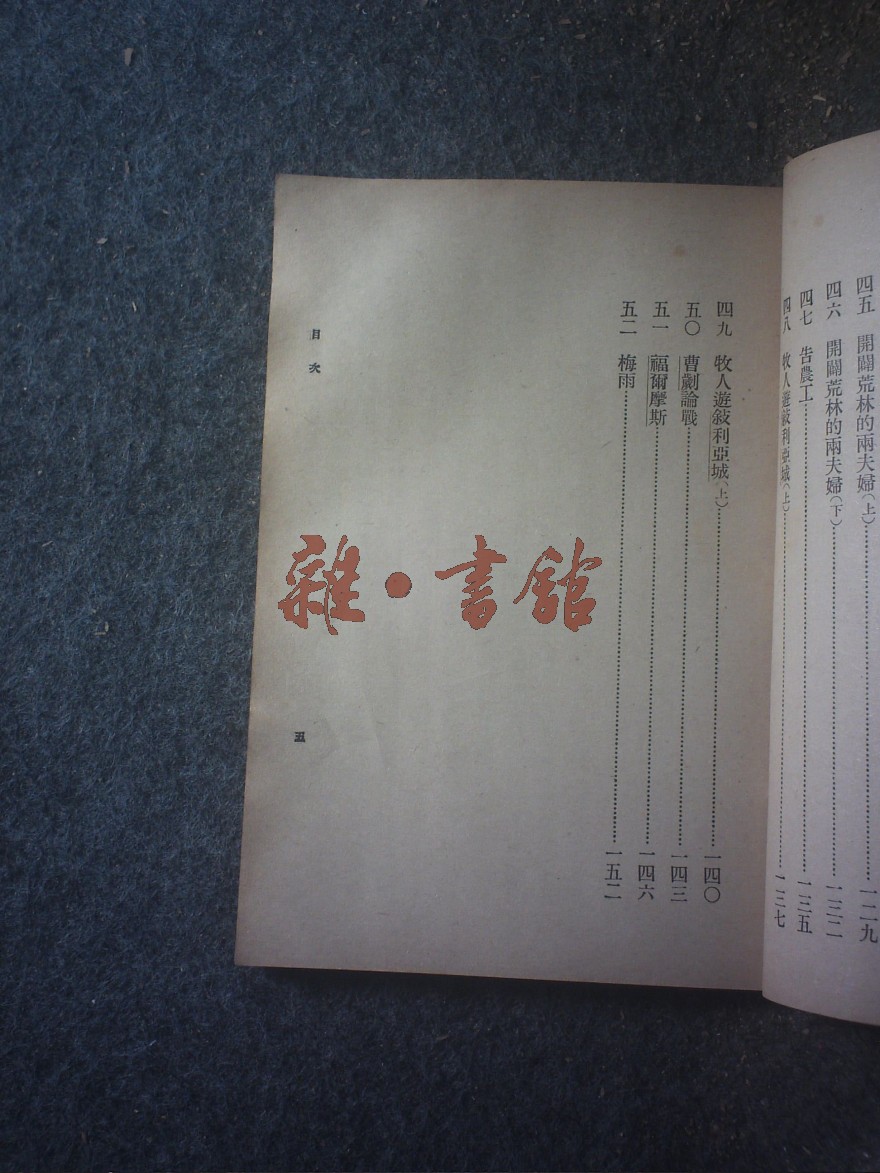 四五 開闢荒林的兩夫婦(上)……一二九
四六 開闢荒林的兩夫婦(下)……一三二
四七 告農工……一三五
四八 牧人遊敍利亞城(上)……一三七
四九 牧人遊敍利亞城(上)……一四〇
五〇 曹劌論戰……一四三
五一 福爾摩斯……一四六
五二 梅雨……一五二
目次
五
雜·書館